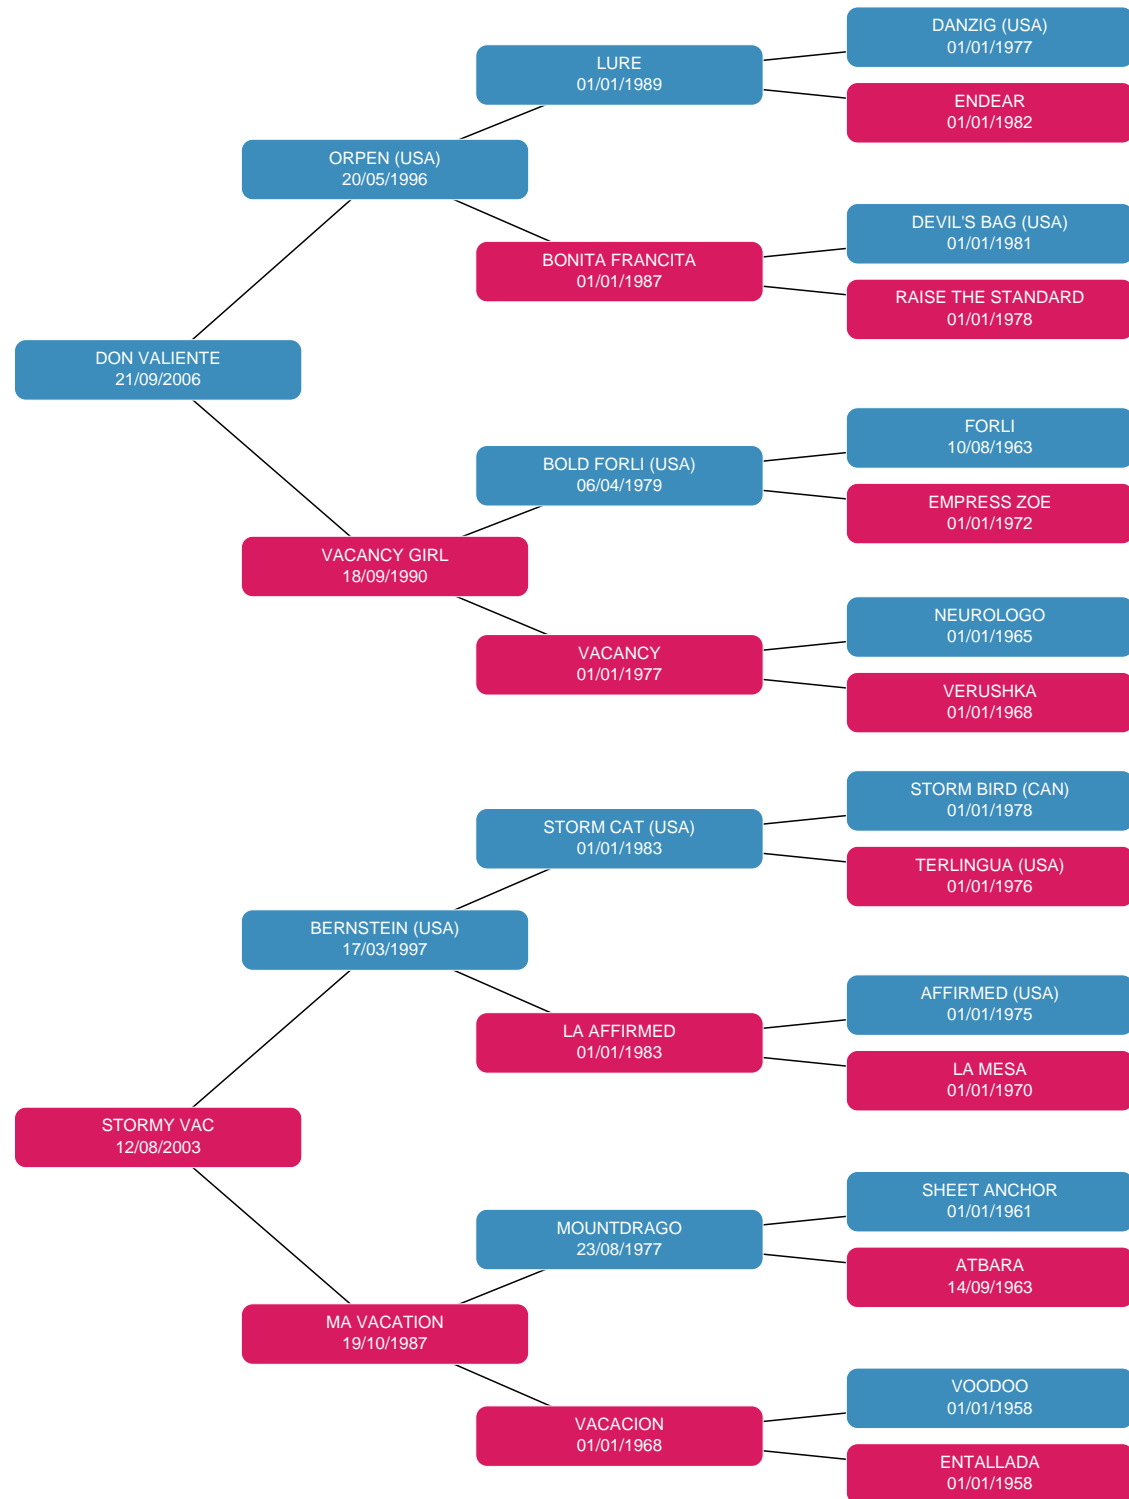 DANZIG (USA)
01/01/1977
LURE
01/01/1989
ENDEAR
01/01/1982
ORPEN (USA)
20/05/1996
DEVIL'S BAG (USA)
01/01/1981
BONITA FRANCITA
01/01/1987
RAISE THE STANDARD
01/01/1978
DON VALIENTE
21/09/2006
FORLI
10/08/1963
BOLD FORLI (USA)
06/04/1979
EMPRESS ZOE
01/01/1972
VACANCY GIRL
18/09/1990
NEUROLOGO
01/01/1965
VACANCY
01/01/1977
VERUSHKA
01/01/1968
STORM BIRD (CAN)
01/01/1978
STORM CAT (USA)
01/01/1983
TERLINGUA (USA)
01/01/1976
BERNSTEIN (USA)
17/03/1997
AFFIRMED (USA)
01/01/1975
LA AFFIRMED
01/01/1983
LA MESA
01/01/1970
STORMY VAC
12/08/2003
SHEET ANCHOR
01/01/1961
MOUNTDRAGO
23/08/1977
ATBARA
14/09/1963
MA VACATION
19/10/1987
VOODOO
01/01/1958
VACACION
01/01/1968
ENTALLADA
01/01/1958